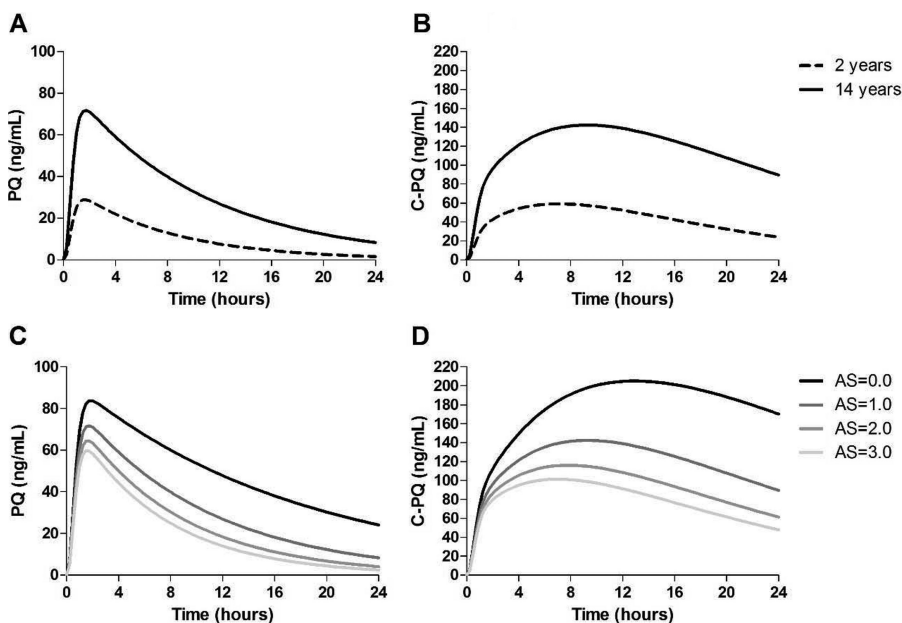 A
PQ (ng/mL)
100
80
60
40
20
0
0 4 8 12 16 20 24
Time (hours)
B
C-PQ (ng/mL)
220
200
180
160
140
120
100
80
60
40
20
0
0 4 8 12 16 20 24
Time (hours)
2 years
14 years
C
PQ (ng/mL)
100
80
60
40
20
0
0 4 8 12 16 20 24
Time (hours)
D
C-PQ (ng/mL)
220
200
180
160
140
120
100
80
60
40
20
0
0 4 8 12 16 20 24
Time (hours)
AS=0.0
AS=1.0
AS=2.0
AS=3.0